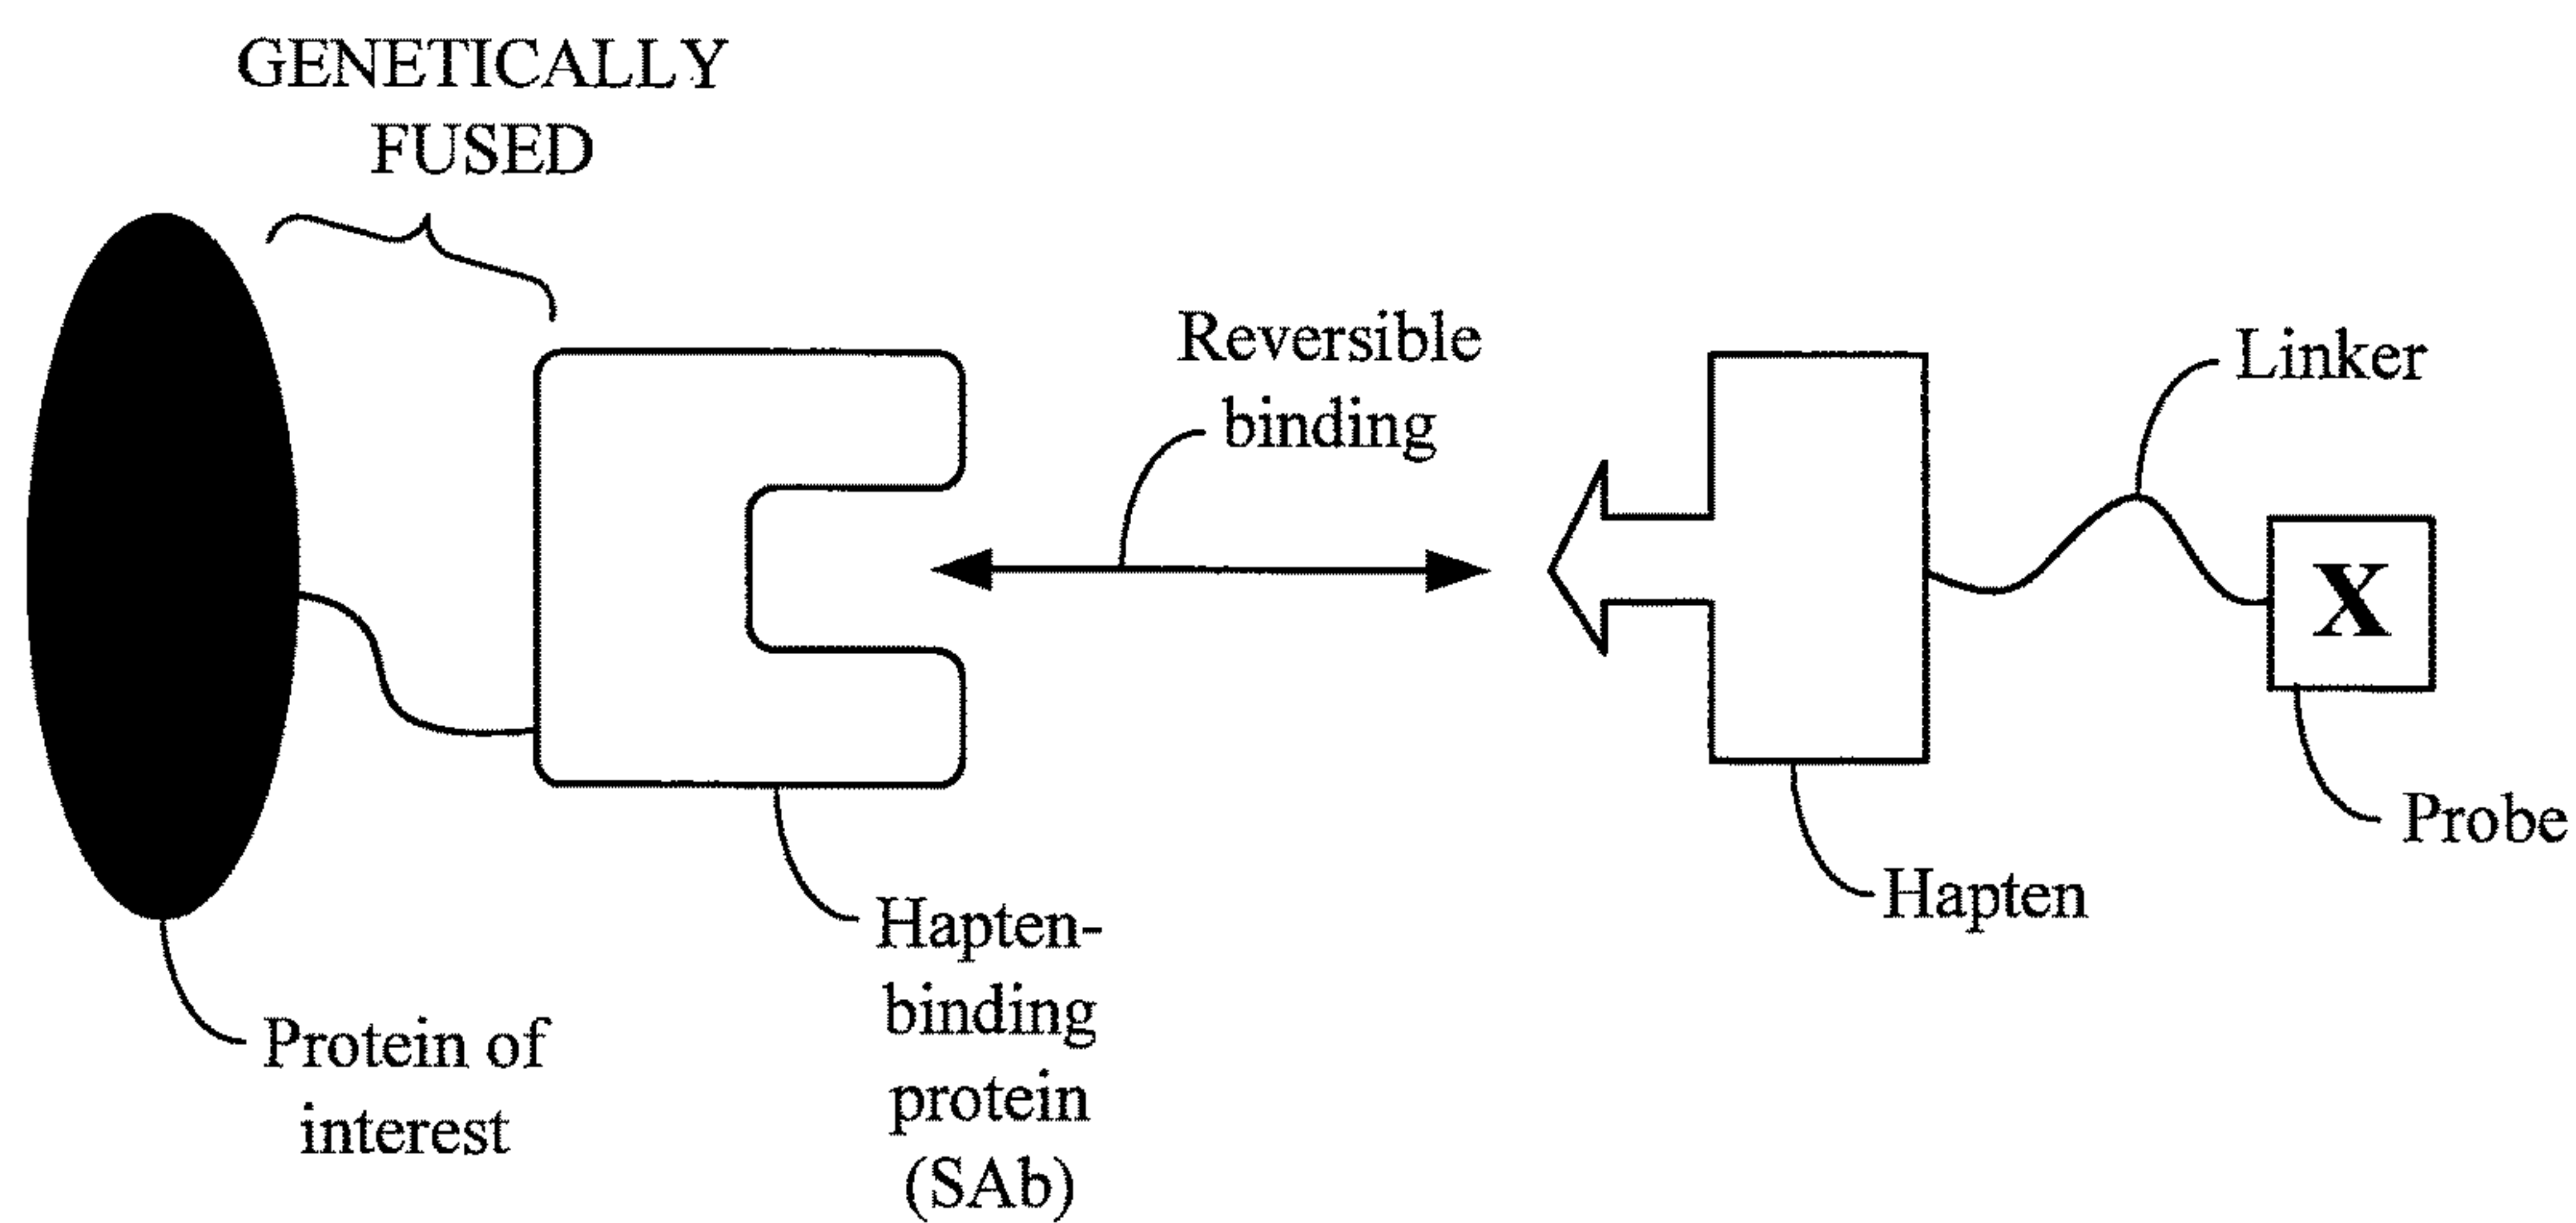 GENETICALLY
FUSED
Reversible
binding
Linker
X
Probe
Hapten
Hapten-
binding
protein
(SAb)
Protein of
interest